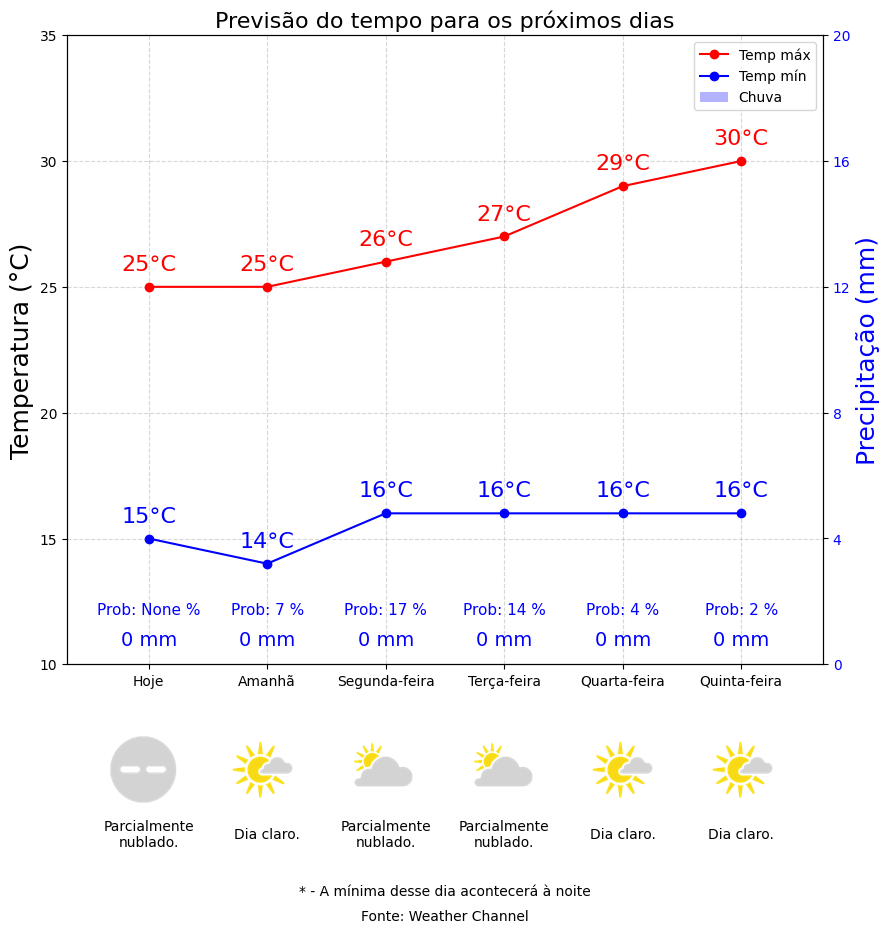 Previsão do tempo para os próximos dias
Temp máx
Temp mín
Chuva
Temperatura (°C)
Precipitação (mm)
35
30
25
20
15
10
20
16
12
8
4
0
25°C 25°C 26°C 27°C 29°C 30°C
15°C 14°C 16°C 16°C 16°C 16°C
Prob: None % Prob: 7 % Prob: 17 % Prob: 14 % Prob: 4 % Prob: 2 %
0 mm 0 mm 0 mm 0 mm 0 mm 0 mm
Hoje Amanhã Segunda-feira Terça-feira Quarta-feira Quinta-feira
Parcialmente
nublado.
Dia claro.
Parcialmente
nublado.
Parcialmente
nublado.
Dia claro.
Dia claro.
* - A mínima desse dia acontecerá à noite
Fonte: Weather Channel